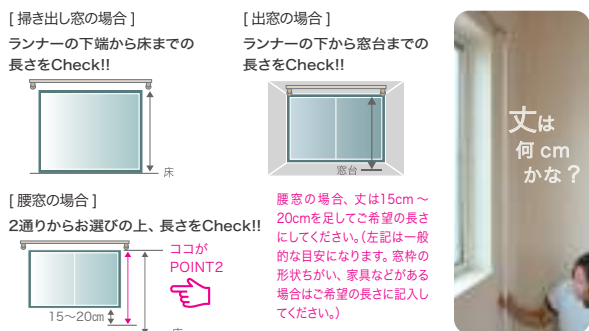 [ 掃き出し窓の場合 ]
ランナーの下端から床までの
長さをCheck!!
床
[ 出窓の場合 ]
ランナーの下から窓台までの
長さをCheck!!
窓台
[ 腰窓の場合 ]
2通りからお選びの上、長さをCheck!!
ココが
POINT2
15〜20㎝
床
腰窓の場合、丈は15cm〜
20cmを足してご希望の長さ
にしてください。(左記は一般
的な目安になります。窓枠の
形状ちがい、家具などがある
場合はご希望の長さに記入し
てください。)
丈は
何 cm
かな？